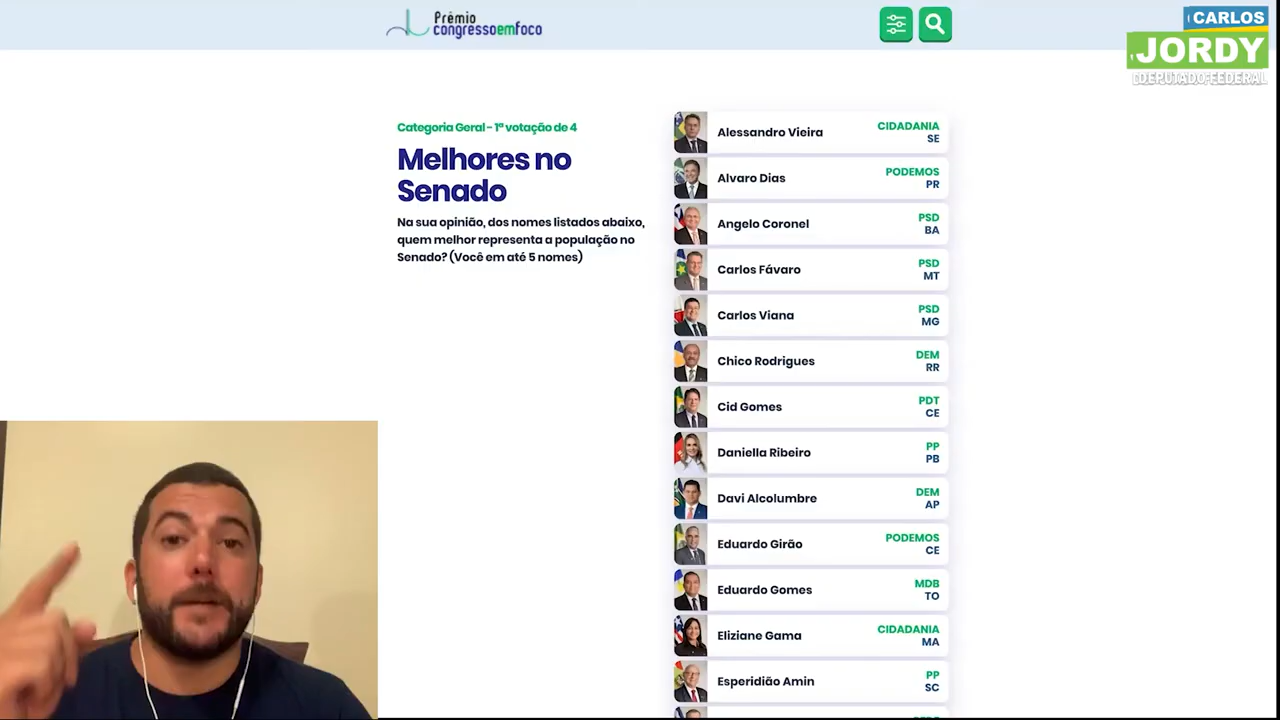 Prêmio
congressoemfoco
CARLOS
JORDY
DEPUTADO FEDERAL
Categoria Geral - 1ª votação de 4
Melhores no
Senado
Na sua opinião, dos nomes listados abaixo,
quem melhor representa a população no
Senado? (Você em até 5 nomes)
Alessandro Vieira
CIDADANIA
SE
Alvaro Dias
PODEMOS
PR
Angelo Coronel
PSD
BA
Carlos Fávaro
PSD
MT
Carlos Viana
PSD
MG
Chico Rodrigues
DEM
RR
Cid Gomes
PDT
CE
Daniella Ribeiro
PP
PB
Davi Alcolumbre
DEM
AP
Eduardo Girão
PODEMOS
CE
Eduardo Gomes
MDB
TO
Eliziane Gama
CIDADANIA
MA
Esperidião Amin
PP
SC